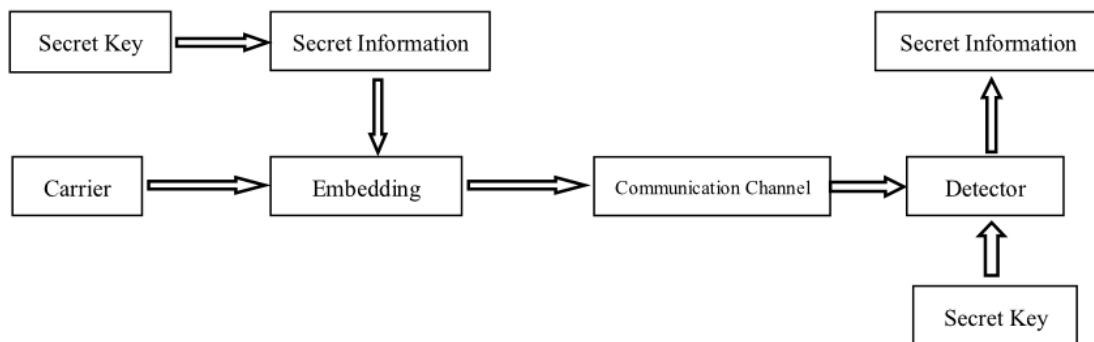 Secret Key
Secret Information
Secret Information
Carrier
Embedding
Communication Channel
Detector
Secret Key